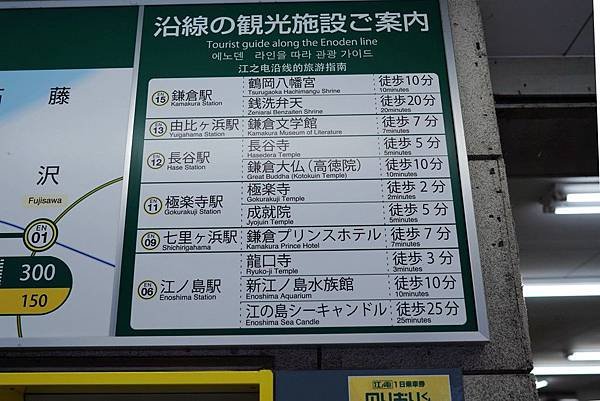 沿線の観光施設ご案内
Tourist guide along the Enoden line
에노덴 라인을 따라 관광 가이드
江之电沿线的旅游指南
EN 15 鎌倉駅 Kamakura Station
鶴岡八幡宮 徒歩10分
Tsurugaoka Hachimangu Shrine 10minutes
銭洗弁天 徒歩20分
Zeniarai Benzaiten Shrine 20minutes
EN 13 由比ヶ浜駅 Yuigahama Station
鎌倉文学館 徒歩 7分
Kamakura Museum of Literature 7minutes
EN 12 長谷駅 Hase Station
長谷寺 徒歩 5分
Hasedera Temple 5minutes
鎌倉大仏(高徳院) 徒歩10分
Great Buddha (Kotokuin Temple) 10minutes
EN 11 極楽寺駅 Gokurakuji Station
極楽寺 徒歩 2分
Gokurakuji Temple 2minutes
成就院 徒歩 5分
Jyojuin Temple 5minutes
EN 09 七里ヶ浜駅 Shichirigahama
鎌倉プリンスホテル 徒歩 7分
Kamakura Prince Hotel 7minutes
EN 06 江ノ島駅 Enoshima Station
龍口寺 徒歩 3分
Ryuko-ji Temple 3minutes
新江ノ島水族館 徒歩10分
Enoshima Aquarium 10minutes
江の島シーキャンドル 徒歩25分
Enoshima Sea Candle 25minutes
藤
沢
Fujisawa
EN 01
300
150
江ノ電 1日乗車券
のりおりくん